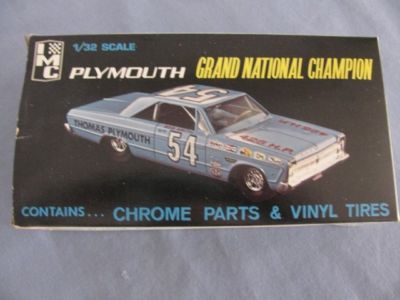 IMC
1/32 SCALE
PLYMOUTH GRAND NATIONAL CHAMPION
54
THOMAS PLYMOUTH
54
426 H.P.
CONTAINS... CHROME PARTS & VINYL TIRES